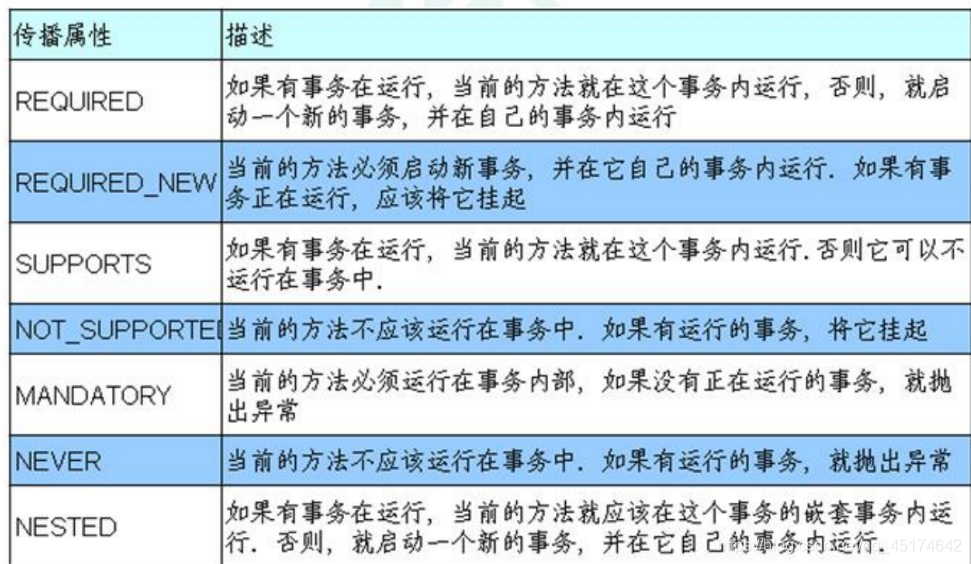 传播属性
描述
REQUIRED
如果有事务在运行, 当前的方法就在这个事务内运行, 否则, 就启
动一个新的事务, 并在自己的事务内运行
REQUIRED_NEW
当前的方法必须启动新事务, 并在它自己的事务内运行. 如果有事
务正在运行, 应该将它挂起
SUPPORTS
如果有事务在运行, 当前的方法就在这个事务内运行. 否则它可以不
运行在事务中.
NOT_SUPPORTE
当前的方法不应该运行在事务中. 如果有运行的事务, 将它挂起
MANDATORY
当前的方法必须运行在事务内部, 如果没有正在运行的事务, 就抛
出异常
NEVER
当前的方法不应该运行在事务中. 如果有运行的事务, 就抛出异常
NESTED
如果有事务在运行, 当前的方法就应该在这个事务的嵌套事务内运
行. 否则, 就启动一个新的事务, 并在它自己的事务内运行.
45174642